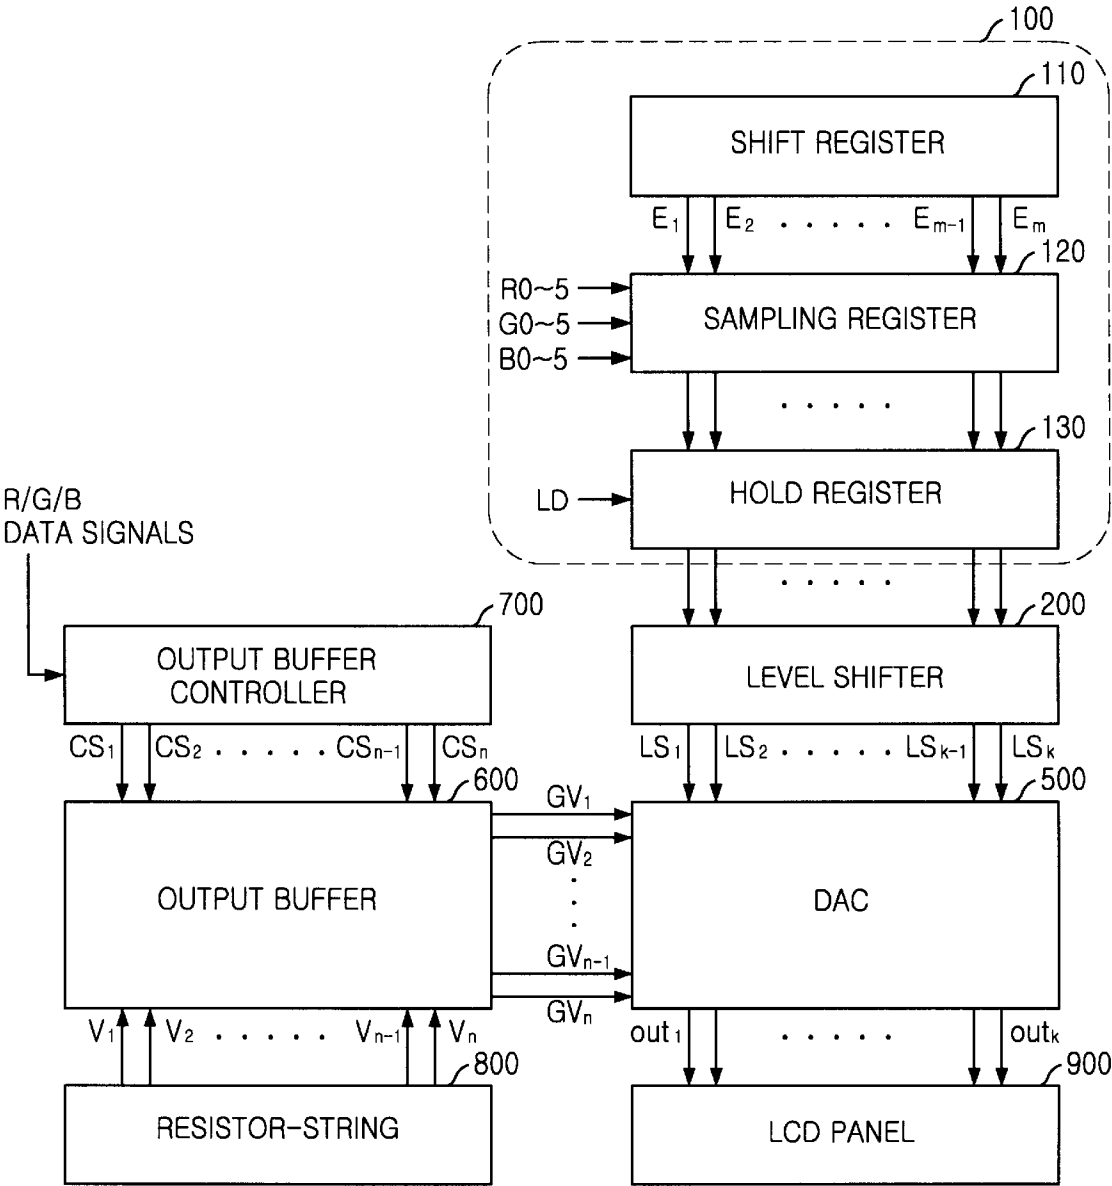 100
110
SHIFT REGISTER
E1 E2 . . . . . Em-1 Em
120
R0~5
G0~5
B0~5
SAMPLING REGISTER
. . . . .
130
LD
HOLD REGISTER
. . . . .
R/G/B
DATA SIGNALS
700
OUTPUT BUFFER
CONTROLLER
200
LEVEL SHIFTER
CS1 CS2 . . . . . CSn-1 CSn
LS1 LS2 . . . . . LSk-1 LSk
600
OUTPUT BUFFER
GV1
GV2
. . .
GVn-1
GVn
500
DAC
V1 V2 . . . . . Vn-1 Vn
out1 . . . . . outk
800
RESISTOR-STRING
900
LCD PANEL